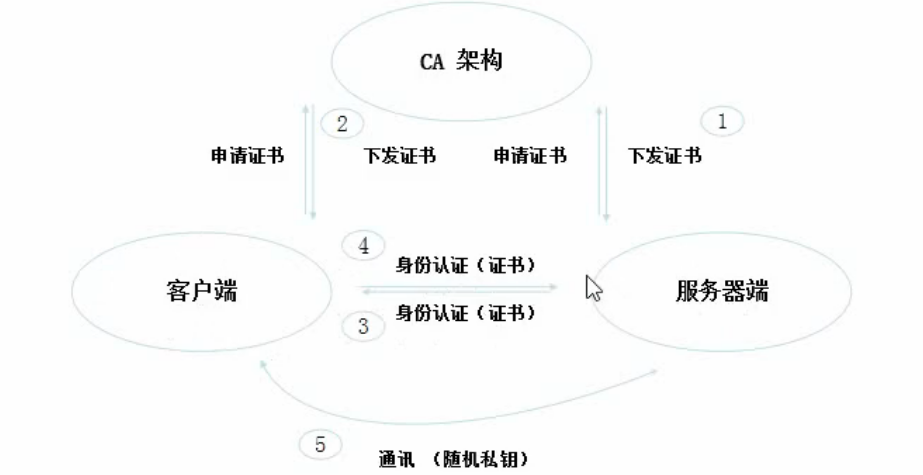 CA 架构
② ①
申请证书 下发证书 申请证书 下发证书
④
身份认证（证书）
客户端 服务器端
身份认证（证书）
③
⑤
通讯 （随机私钥）